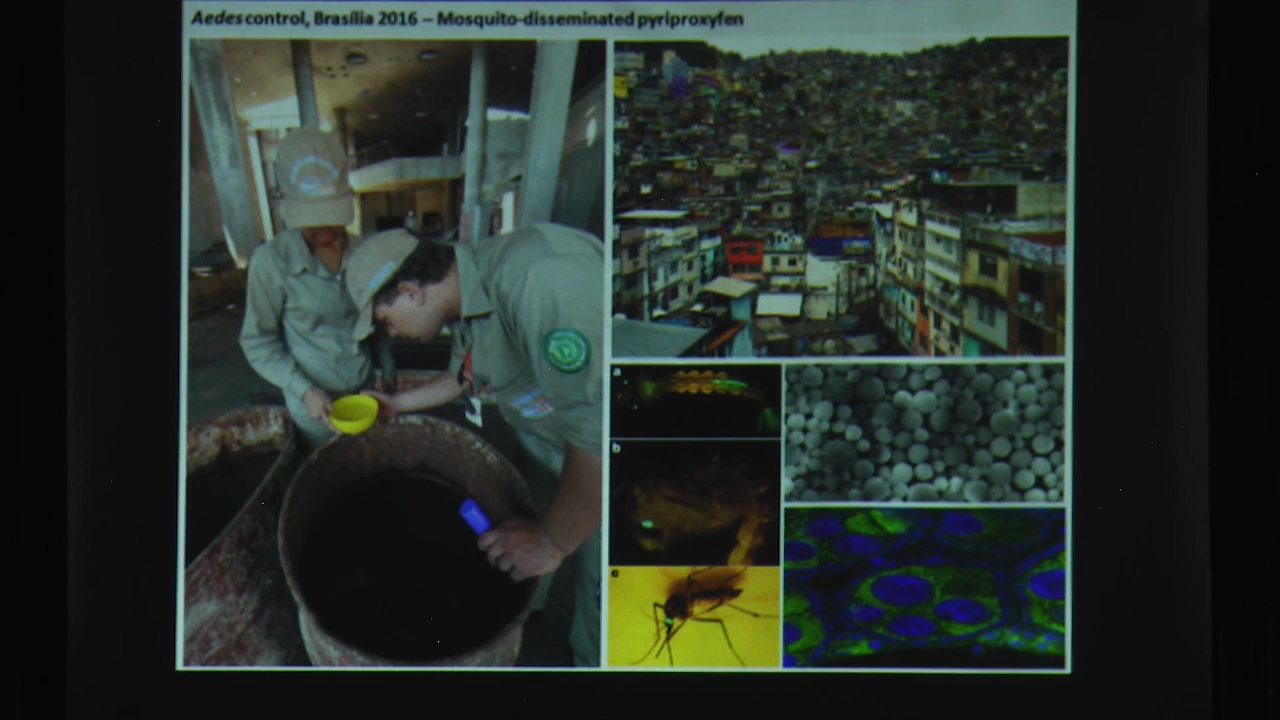 Aedes control, Brasília 2016 – Mosquito-disseminated pyriproxyfen
a
b
c